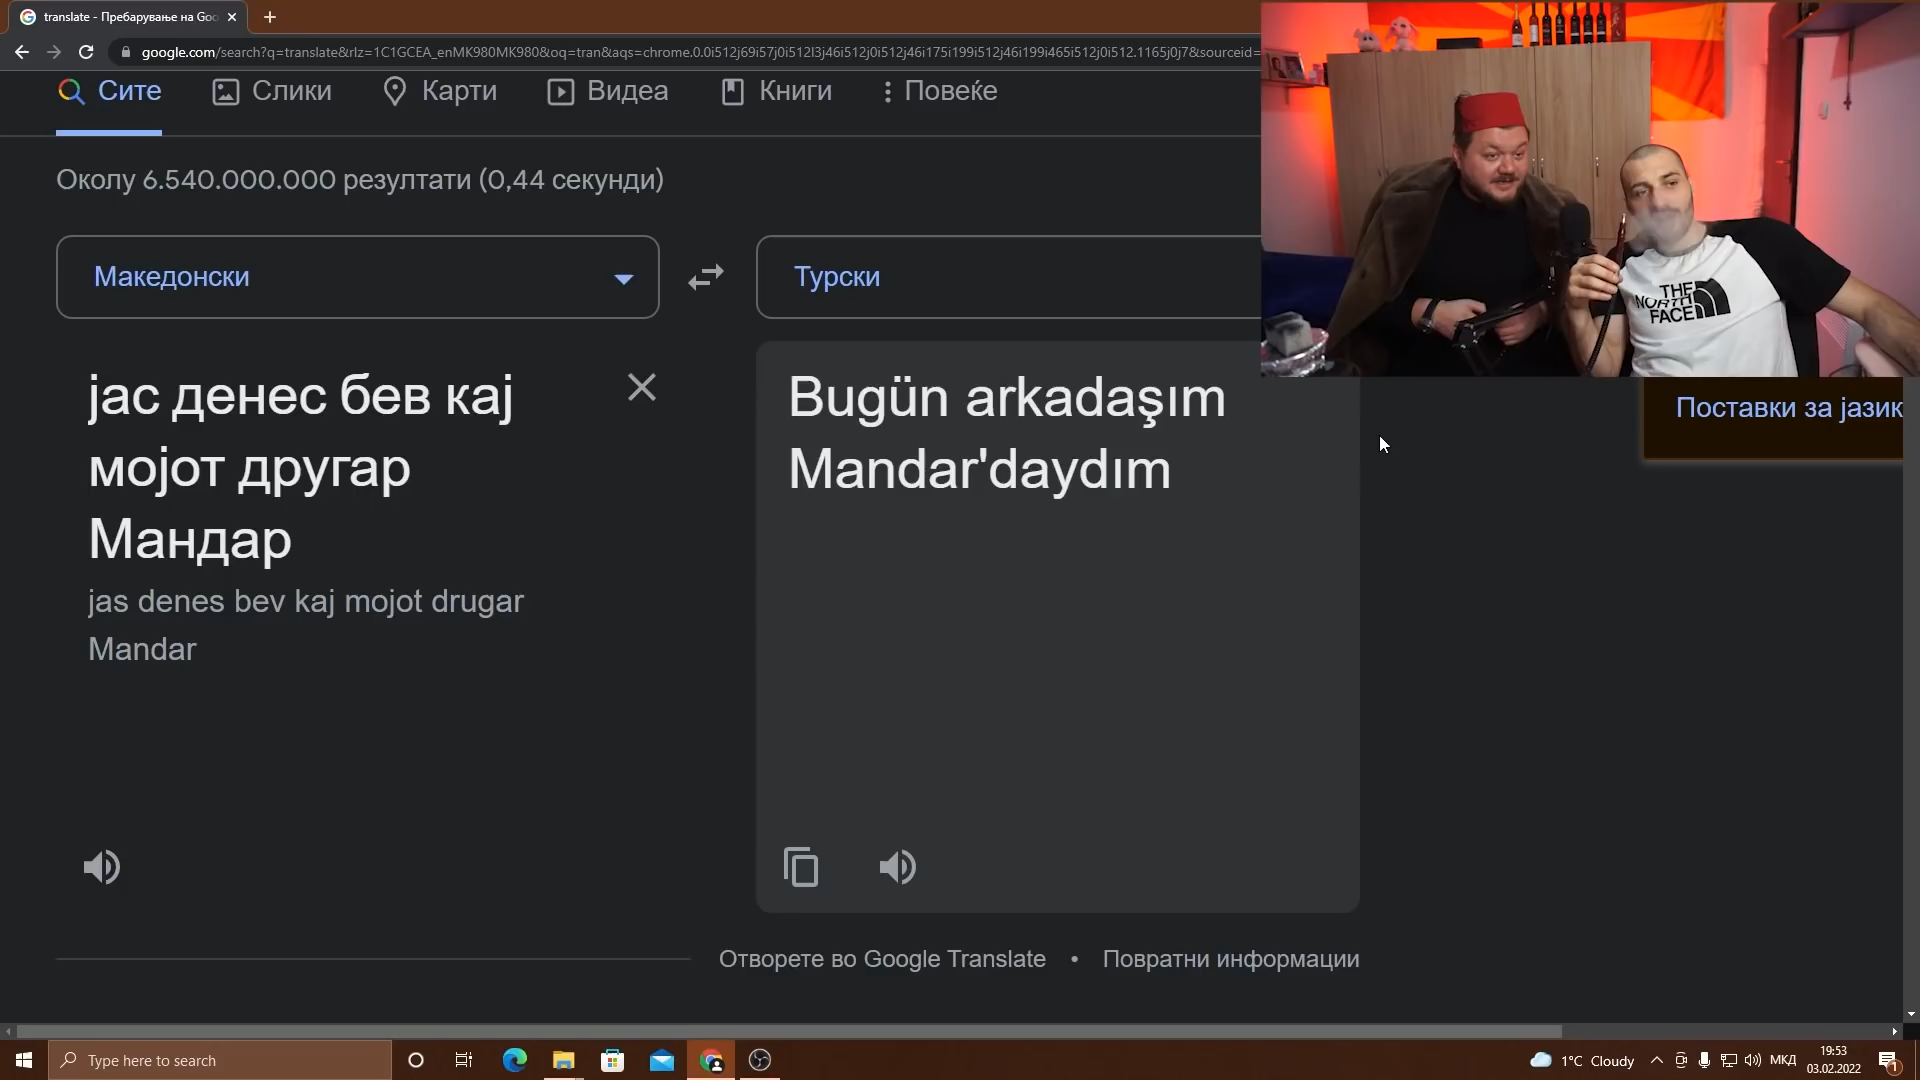 translate - Пребарување на Goo
google.com/search?q=translate&rlz=1C1GCEA_enMK980MK980&oq=tran&aqs=chrome.0.0i512j69i57j0i512l3j46i512j0i512j46i175i199i512j46i199i465i512j0i512.1165j0j7&sourceid=
Сите
Слики
Карти
Видеа
Книги
Повеќе
Околу 6.540.000.000 резултати (0,44 секунди)
Македонски
Турски
јас денес бев кај
мојот другар
Мандар
jas denes bev kaj mojot drugar
Mandar
Bugün arkadaşım
Mandar'daydım
THE
NORTH
FACE
Поставки за јазик
Отворете во Google Translate • Повратни информации
Type here to search
1°C Cloudy
МКД
19:53
03.02.2022
1